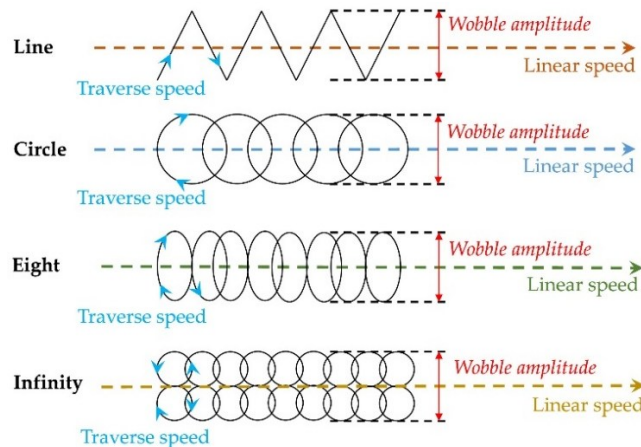 Wobble amplitude
Line
Linear speed
Traverse speed
Wobble amplitude
Circle
Linear speed
Traverse speed
Wobble amplitude
Eight
Linear speed
Traverse speed
Wobble amplitude
Infinity
Linear speed
Traverse speed